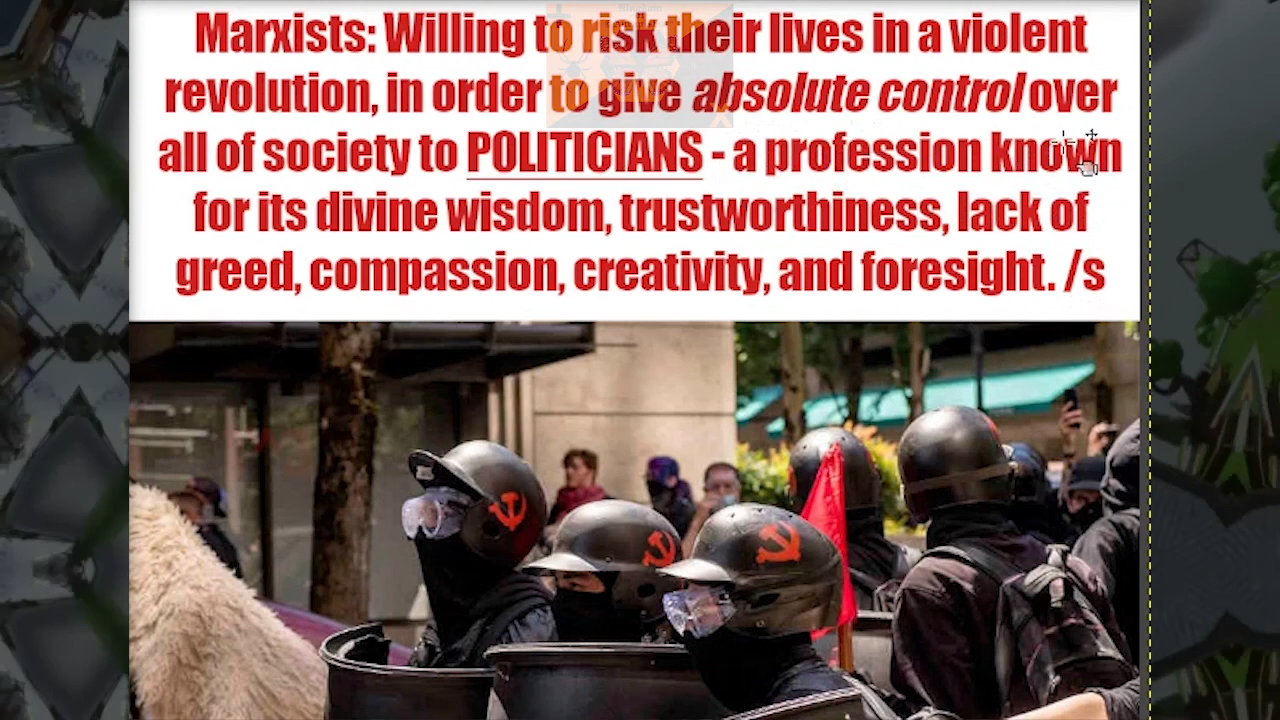 Marxists: Willing to risk their lives in a violent
revolution, in order to give absolute control over
all of society to POLITICIANS - a profession known
for its divine wisdom, trustworthiness, lack of
greed, compassion, creativity, and foresight. /s